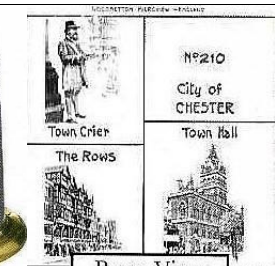 Town Crier
Nº210
City of
CHESTER
The Rows
Town Hall